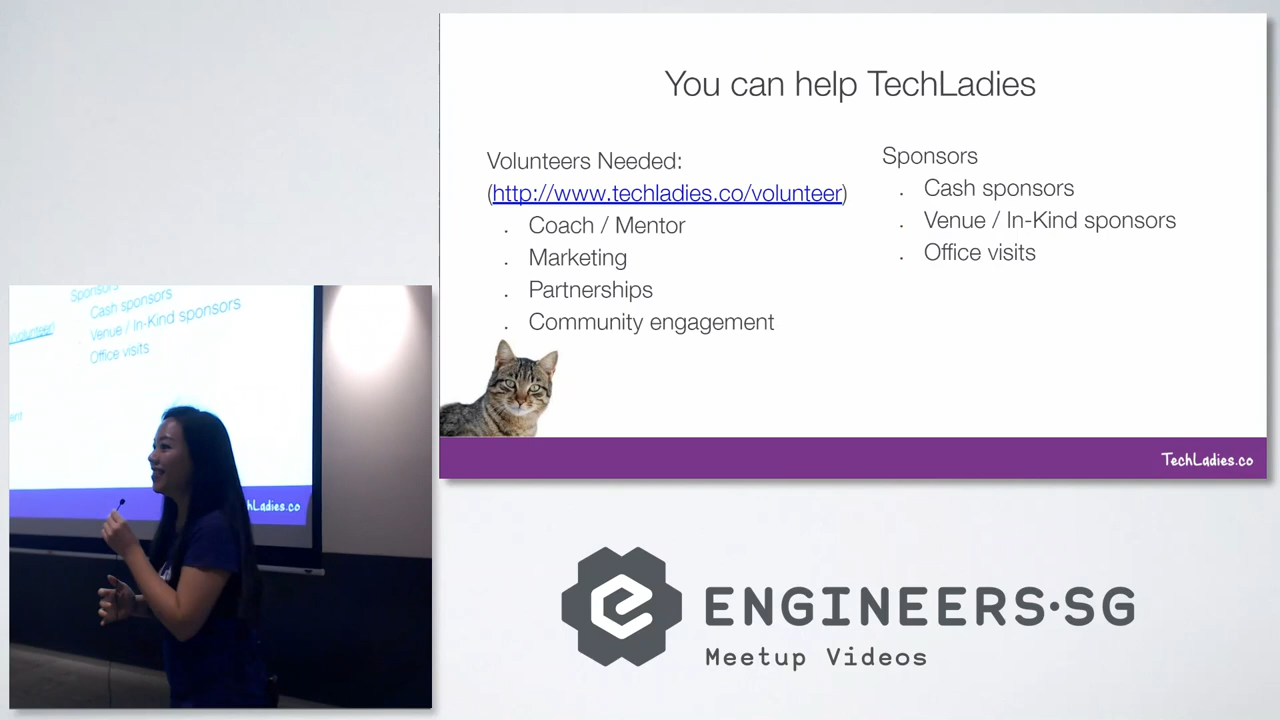 You can help TechLadies
Volunteers Needed:
(http://www.techladies.co/volunteer)
. Coach / Mentor
. Marketing
. Partnerships
. Community engagement
Sponsors
. Cash sponsors
. Venue / In-Kind sponsors
. Office visits
TechLadies.co
Sponsors
Cash sponsors
/volunteer)
Venue / In-Kind sponsors
Office visits
hLadies.co
ENGINEERS·SG
Meetup Videos